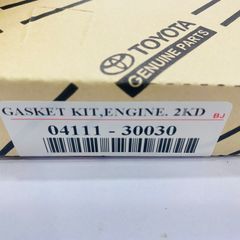 TOYOTA
GENUINE PARTS
GASKET KIT,ENGINE. 2KD
BJ
04111 - 30030